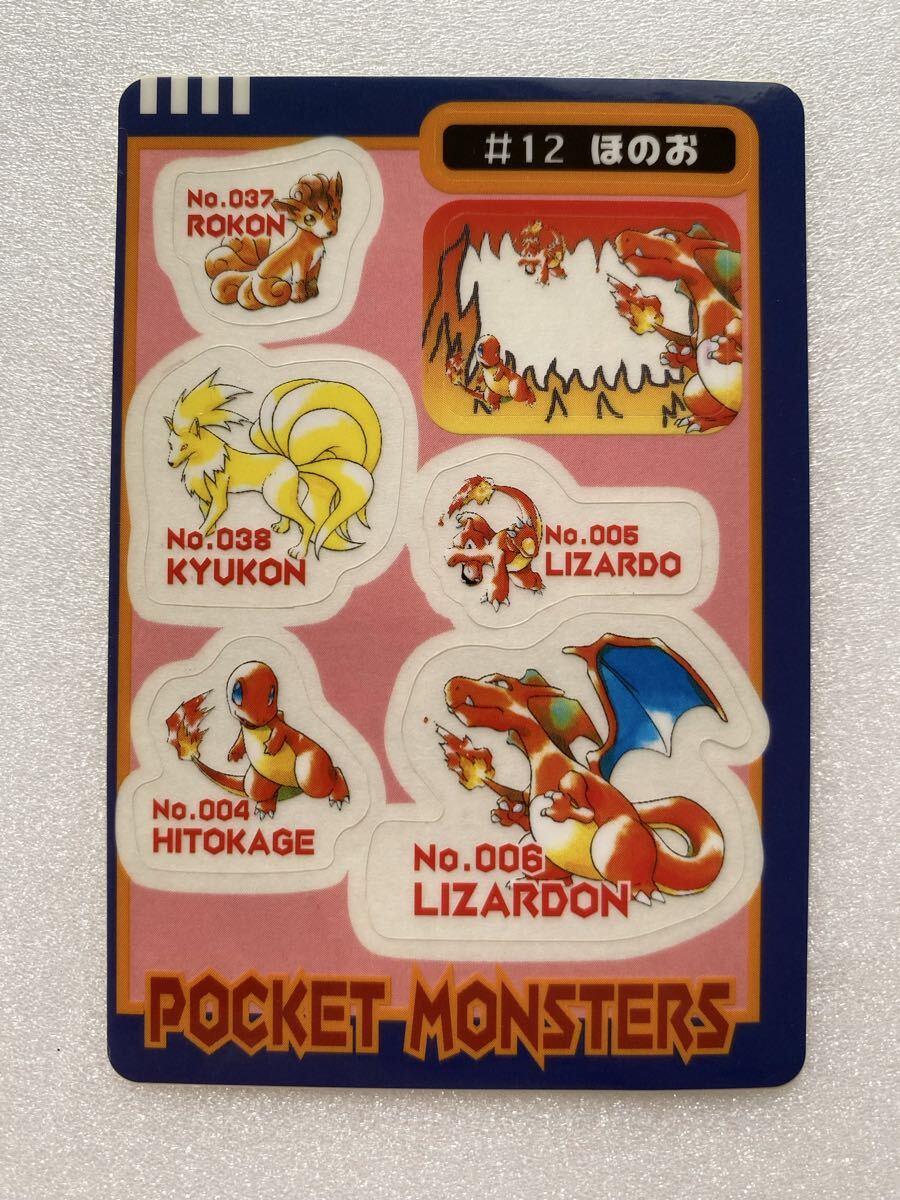 #12 ほのお
No.037
ROKON
No.038
KYUKON
No.005
LIZARDO
No.004
HITOKAGE
No.006
LIZARDON
POCKET MONSTERS